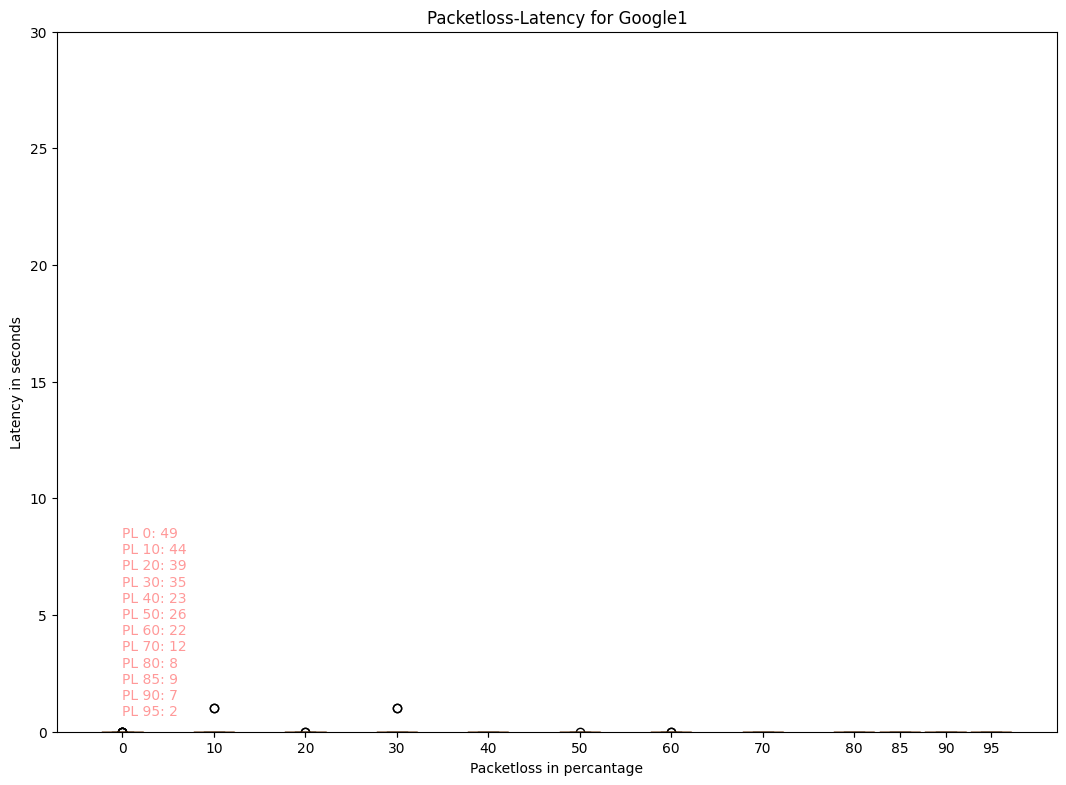 Packetloss-Latency for Google1
30
25
20
15
10
5
0
Latency in seconds
PL 0: 49
PL 10: 44
PL 20: 39
PL 30: 35
PL 40: 23
PL 50: 26
PL 60: 22
PL 70: 12
PL 80: 8
PL 85: 9
PL 90: 7
PL 95: 2
0 10 20 30 40 50 60 70 80 85 90 95
Packetloss in percantage